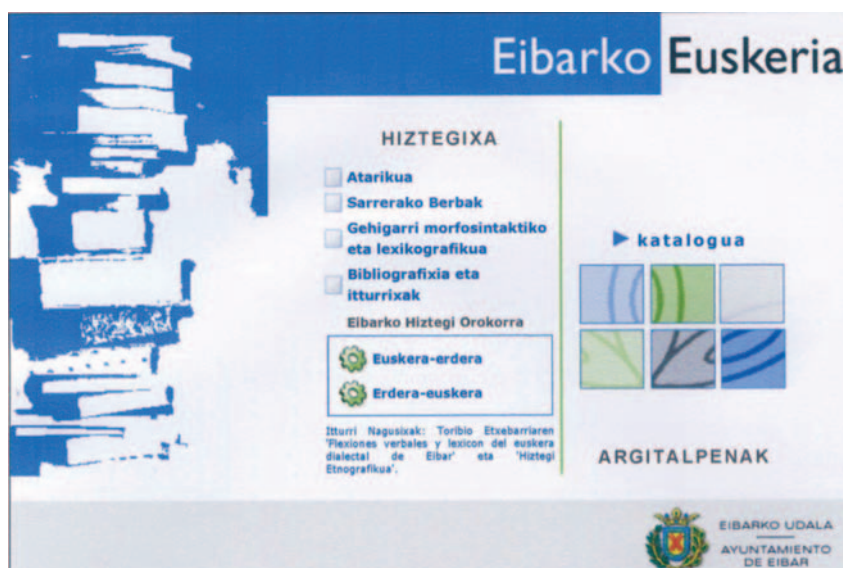 Eibarko Euskeria
HIZTEGIXA
Atarikua
Sarrerako Berbak
Gehigarri morfosintaktiko
eta lexikografikua
Bibliografixia eta
itturrixak
Eibarko Hiztegi Orokorra
Euskera-erdera
Erdera-euskera
Itturri Nagusixak: Toribio Etxebarriaren
'Flexiones verbales y lexicon del euskera
dialectal de Eibar' eta 'Hiztegi
Etnografikua'.
katalogua
ARGITALPENAK
EIBARKO UDALA
AYUNTAMIENTO
DE EIBAR